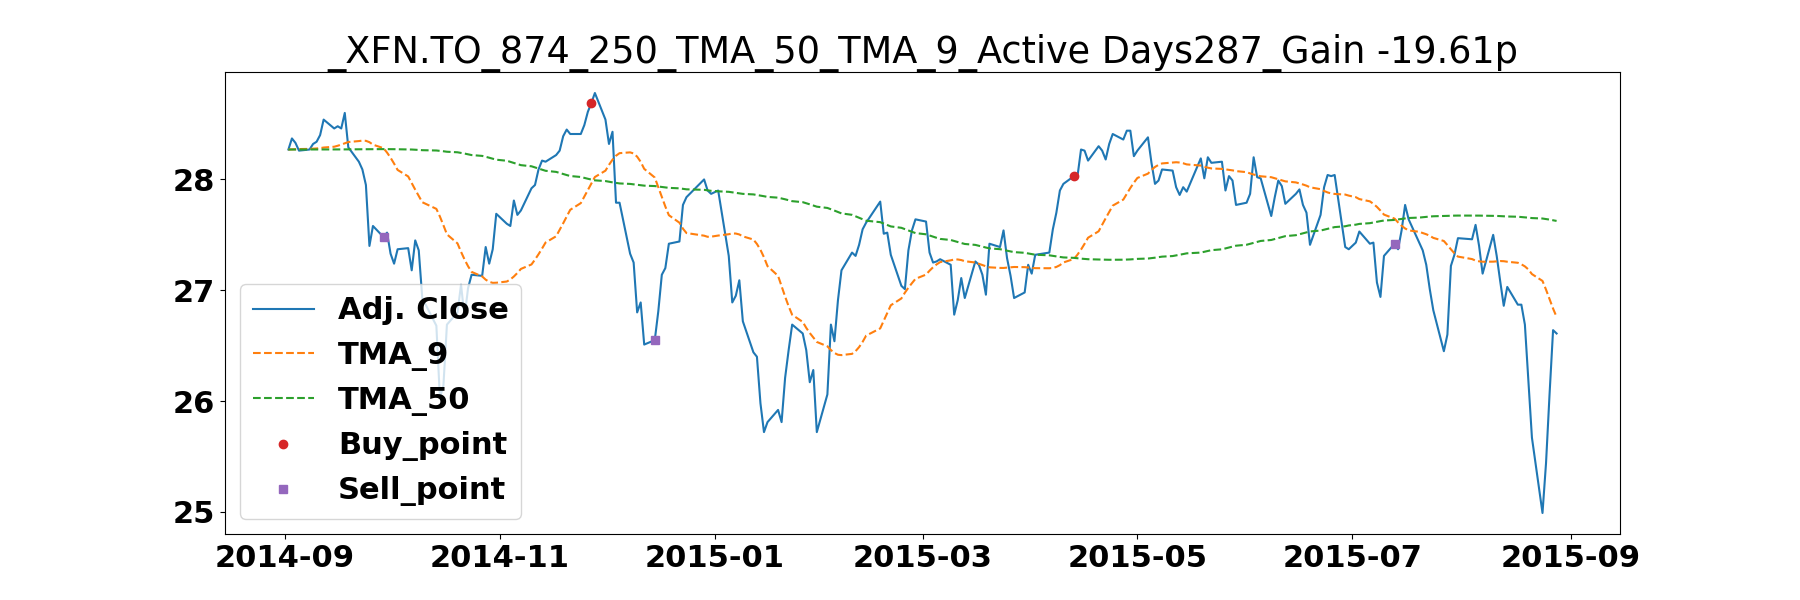 _XFN.TO_874_250_TMA_50_TMA_9_Active Days287_Gain -19.61p
28
27
26
25
Adj. Close
TMA_9
TMA_50
Buy_point
Sell_point
2014-09 2014-11 2015-01 2015-03 2015-05 2015-07 2015-09